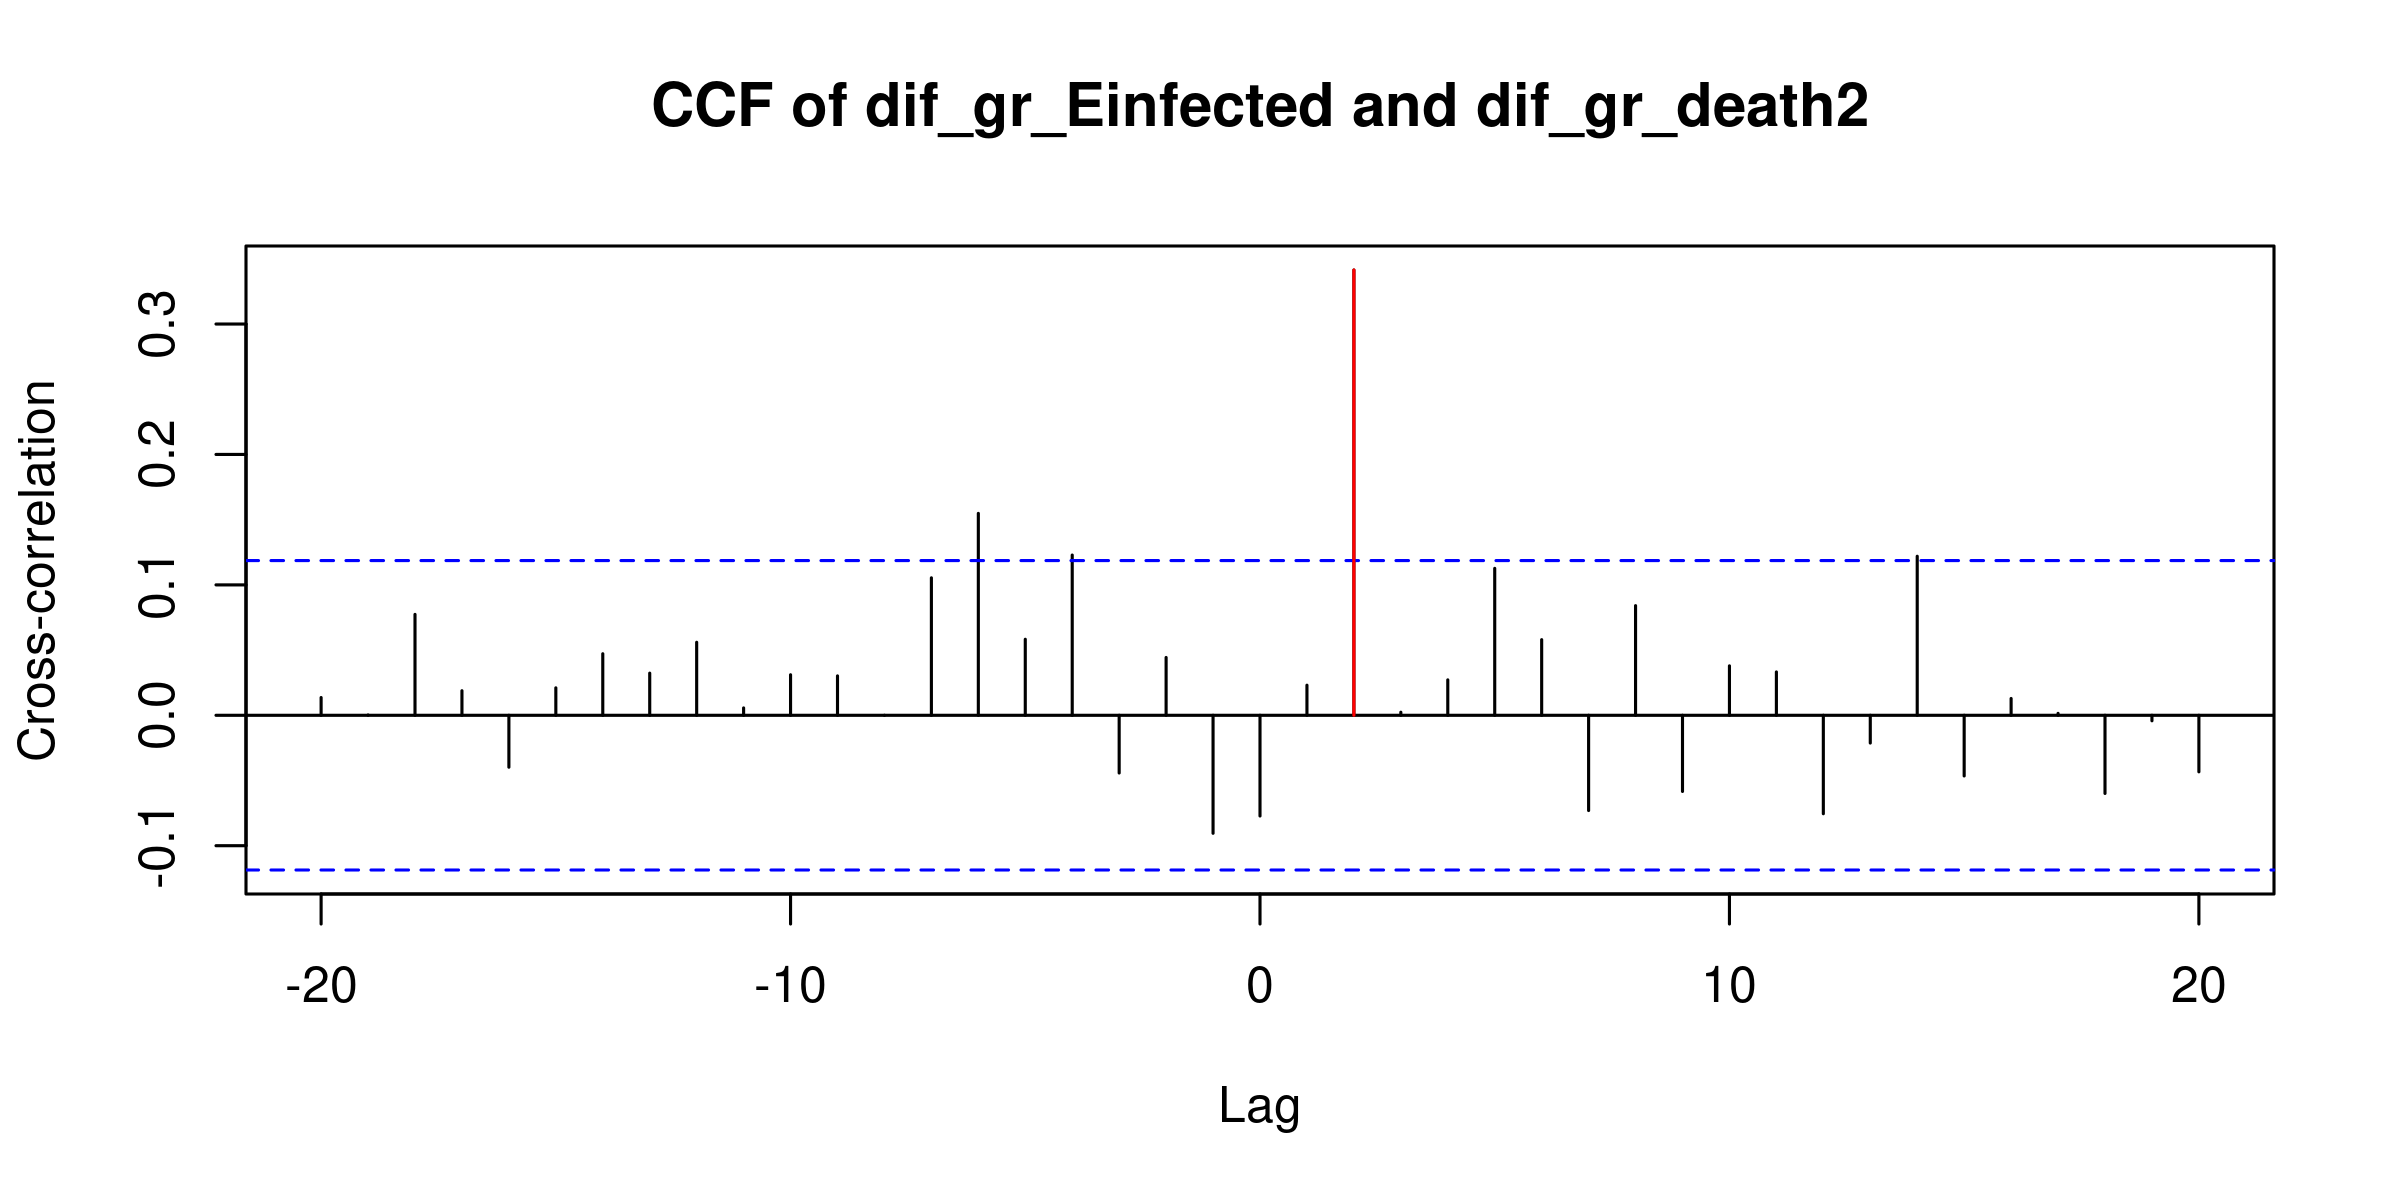 CCF of dif_gr_Einfected and dif_gr_death2
Cross-correlation
0.3
0.2
0.1
0.0
-0.1
-20 -10 0 10 20
Lag